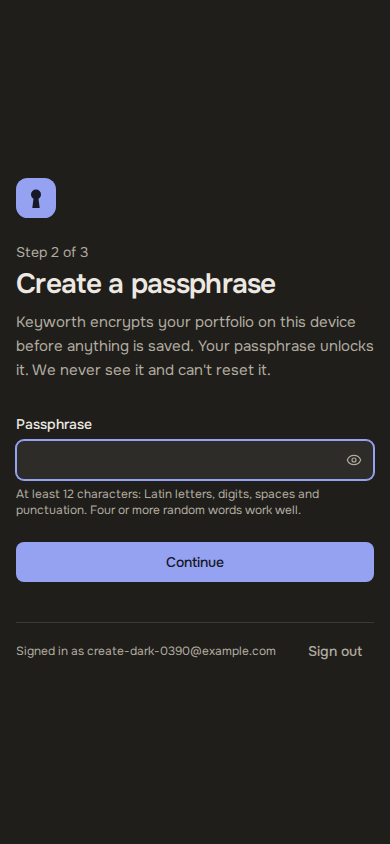 Step 2 of 3
Create a passphrase
Keyworth encrypts your portfolio on this device
before anything is saved. Your passphrase unlocks
it. We never see it and can't reset it.
Passphrase
At least 12 characters: Latin letters, digits, spaces and
punctuation. Four or more random words work well.
Continue
Signed in as create-dark-0390@example.com
Sign out